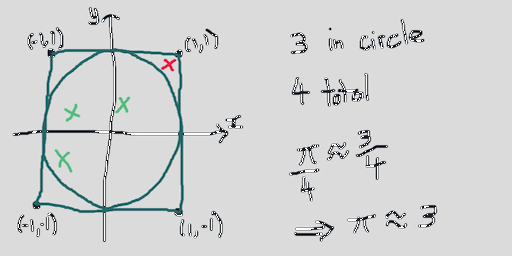 y
(-1,1)
(1,1)
x
(-1,-1)
(1,-1)
3 in circle
4 total
π/4 ≈ 3/4
⇒ π ≈ 3